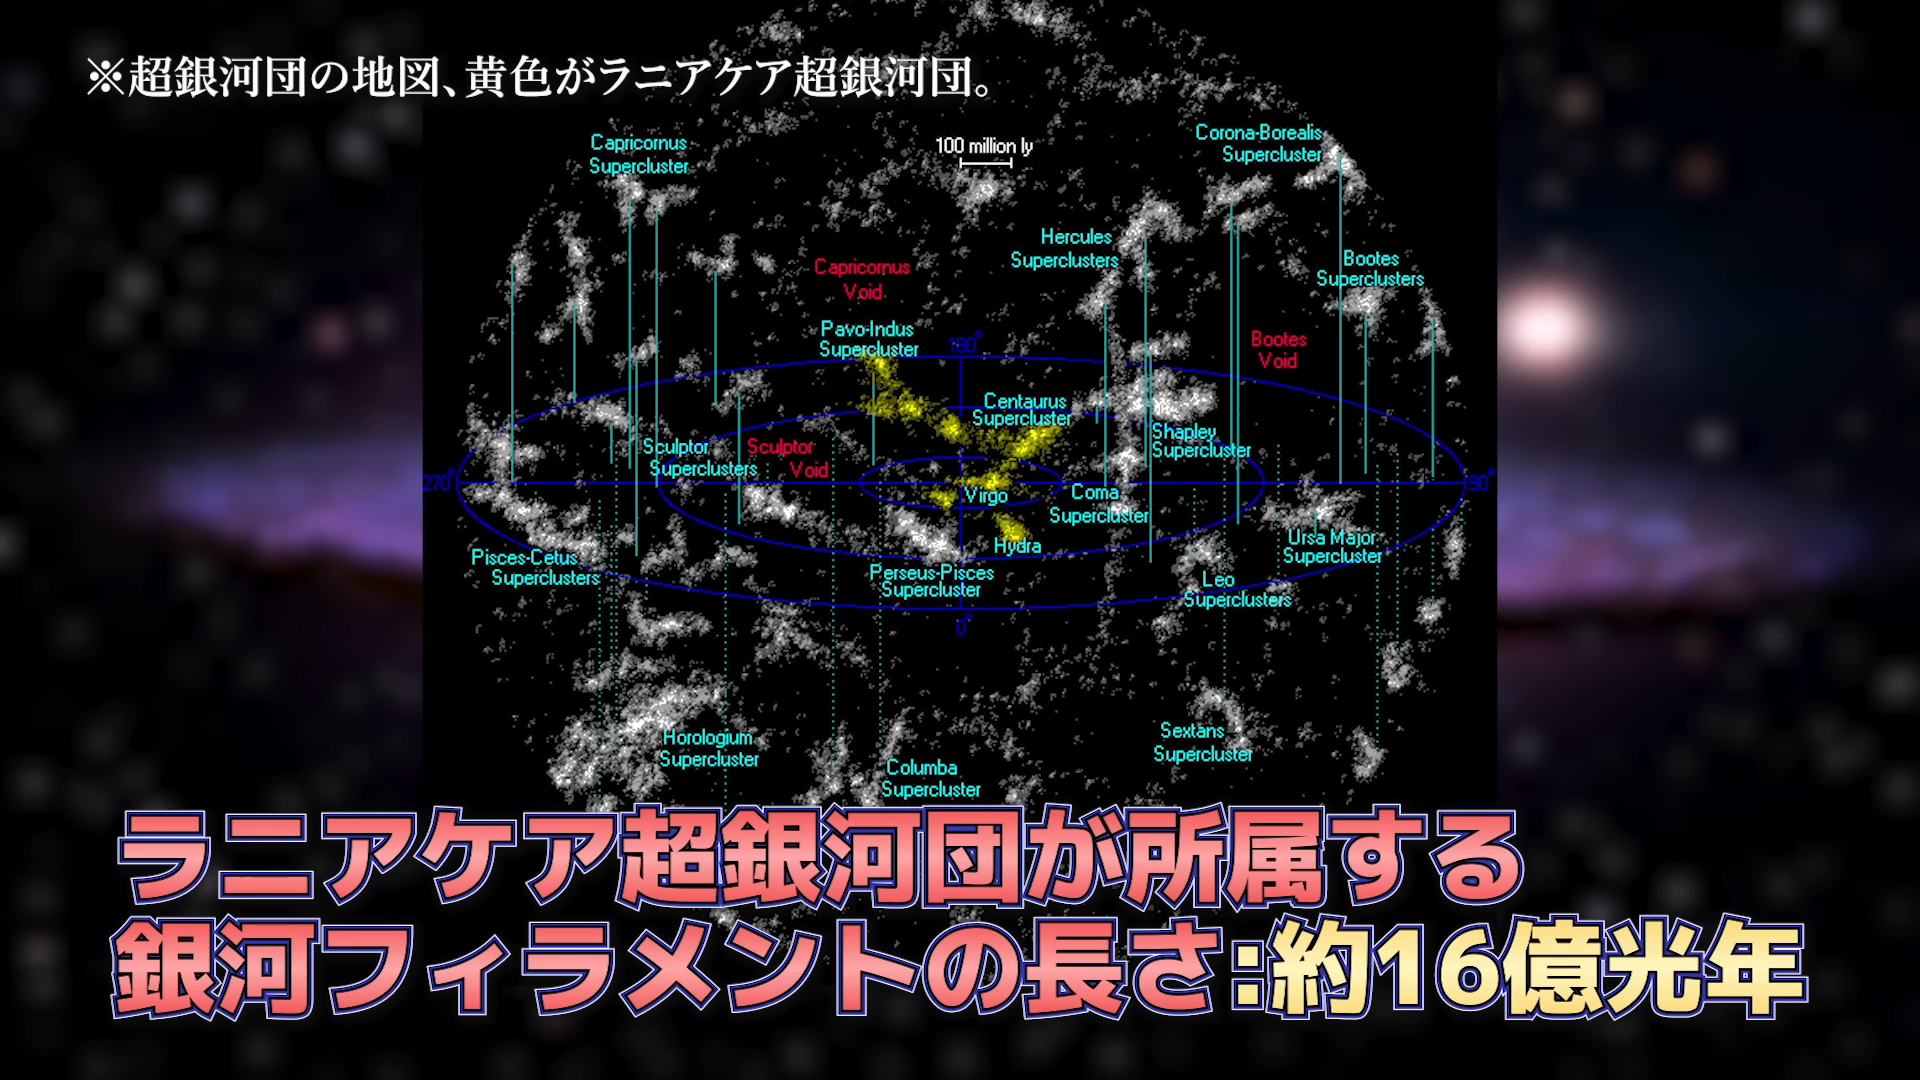 ※超銀河団の地図、黄色がラニアケア超銀河団。
Capricornus
Supercluster
100 million ly
Corona-Borealis
Supercluster
Hercules
Superclusters
Bootes
Superclusters
Capricornus
Void
Pavo-Indus
Supercluster
180°
Bootes
Void
Centaurus
Supercluster
Sculptor
Superclusters
Sculptor
Void
Shapley
Supercluster
270°
90°
Virgo
Coma
Supercluster
Hydra
Ursa Major
Supercluster
Pisces-Cetus
Superclusters
Perseus-Pisces
Supercluster
Leo
Superclusters
0°
Horologium
Supercluster
Columba
Supercluster
Sextans
Supercluster
ラニアケア超銀河団が所属する
銀河フィラメントの長さ:約16億光年